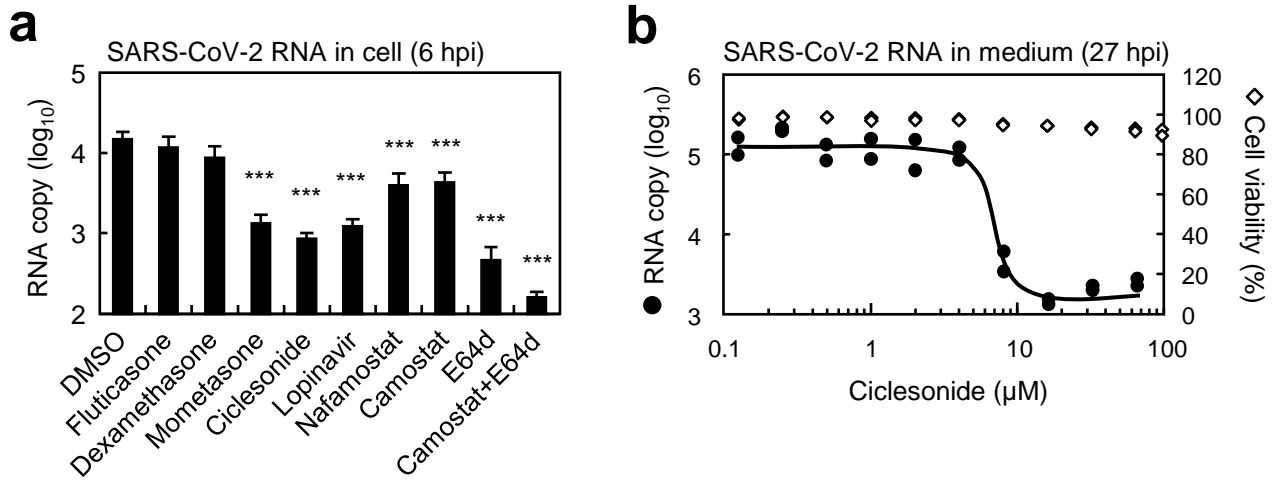 a
SARS-CoV-2 RNA in cell (6 hpi)
RNA copy (log10)
5
4
3
2
***
***
***
***
***
***
***
DMSO
Fluticasone
Dexamethasone
Mometasone
Ciclesonide
Lopinavir
Nafamostat
Camostat
E64d
Camostat+E64d
b
SARS-CoV-2 RNA in medium (27 hpi)
RNA copy (log10)
6
5
4
3
120
100
80
60
40
20
0
Cell viability (%)
0.1 1 10 100
Ciclesonide (μM)